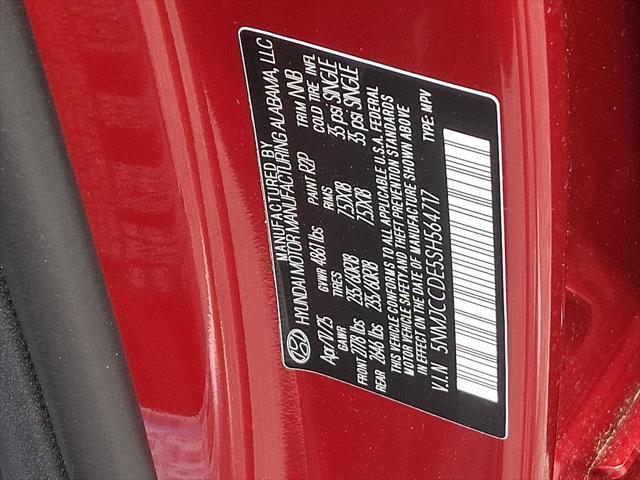 MANUFACTURED BY
HYUNDAI MOTOR MANUFACTURING ALABAMA, LLC
Apr/17/25 GVWR 4861 lbs PAINT R2P TRIM NNB
GAWR TIRES RIMS COLD TIRE INFL
FRONT 2778 lbs 235/60R18 7.5JX18 35 psi SINGLE
REAR 2646 lbs 235/60R18 7.5JX18 35 psi SINGLE
THIS VEHICLE CONFORMS TO ALL APPLICABLE U.S.A. FEDERAL
MOTOR VEHICLE SAFETY AND THEFT PREVENTION STANDARDS
IN EFFECT ON THE DATE OF MANUFACTURE SHOWN ABOVE
V.I.N 5NMJCCDE5SH564717 TYPE: MPV